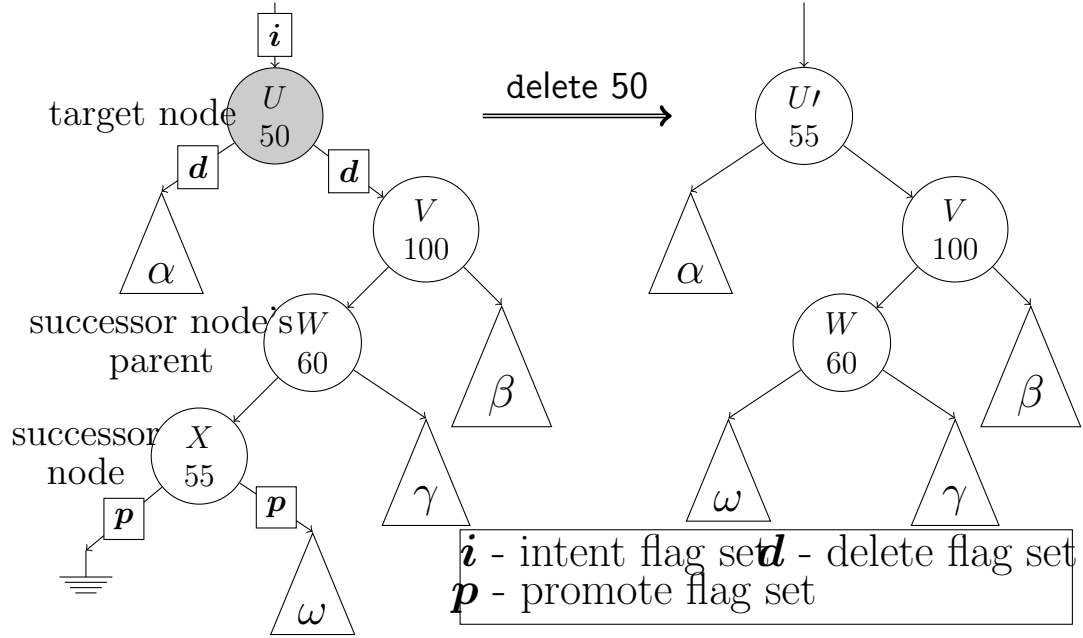 i
U
50
target node
d
d
V
100
α
successor node's
parent
W
60
β
successor
node
X
55
γ
p
p
ω
delete 50
U′
55
V
100
α
W
60
β
ω
γ
i - intent flag set
d - delete flag set
p - promote flag set